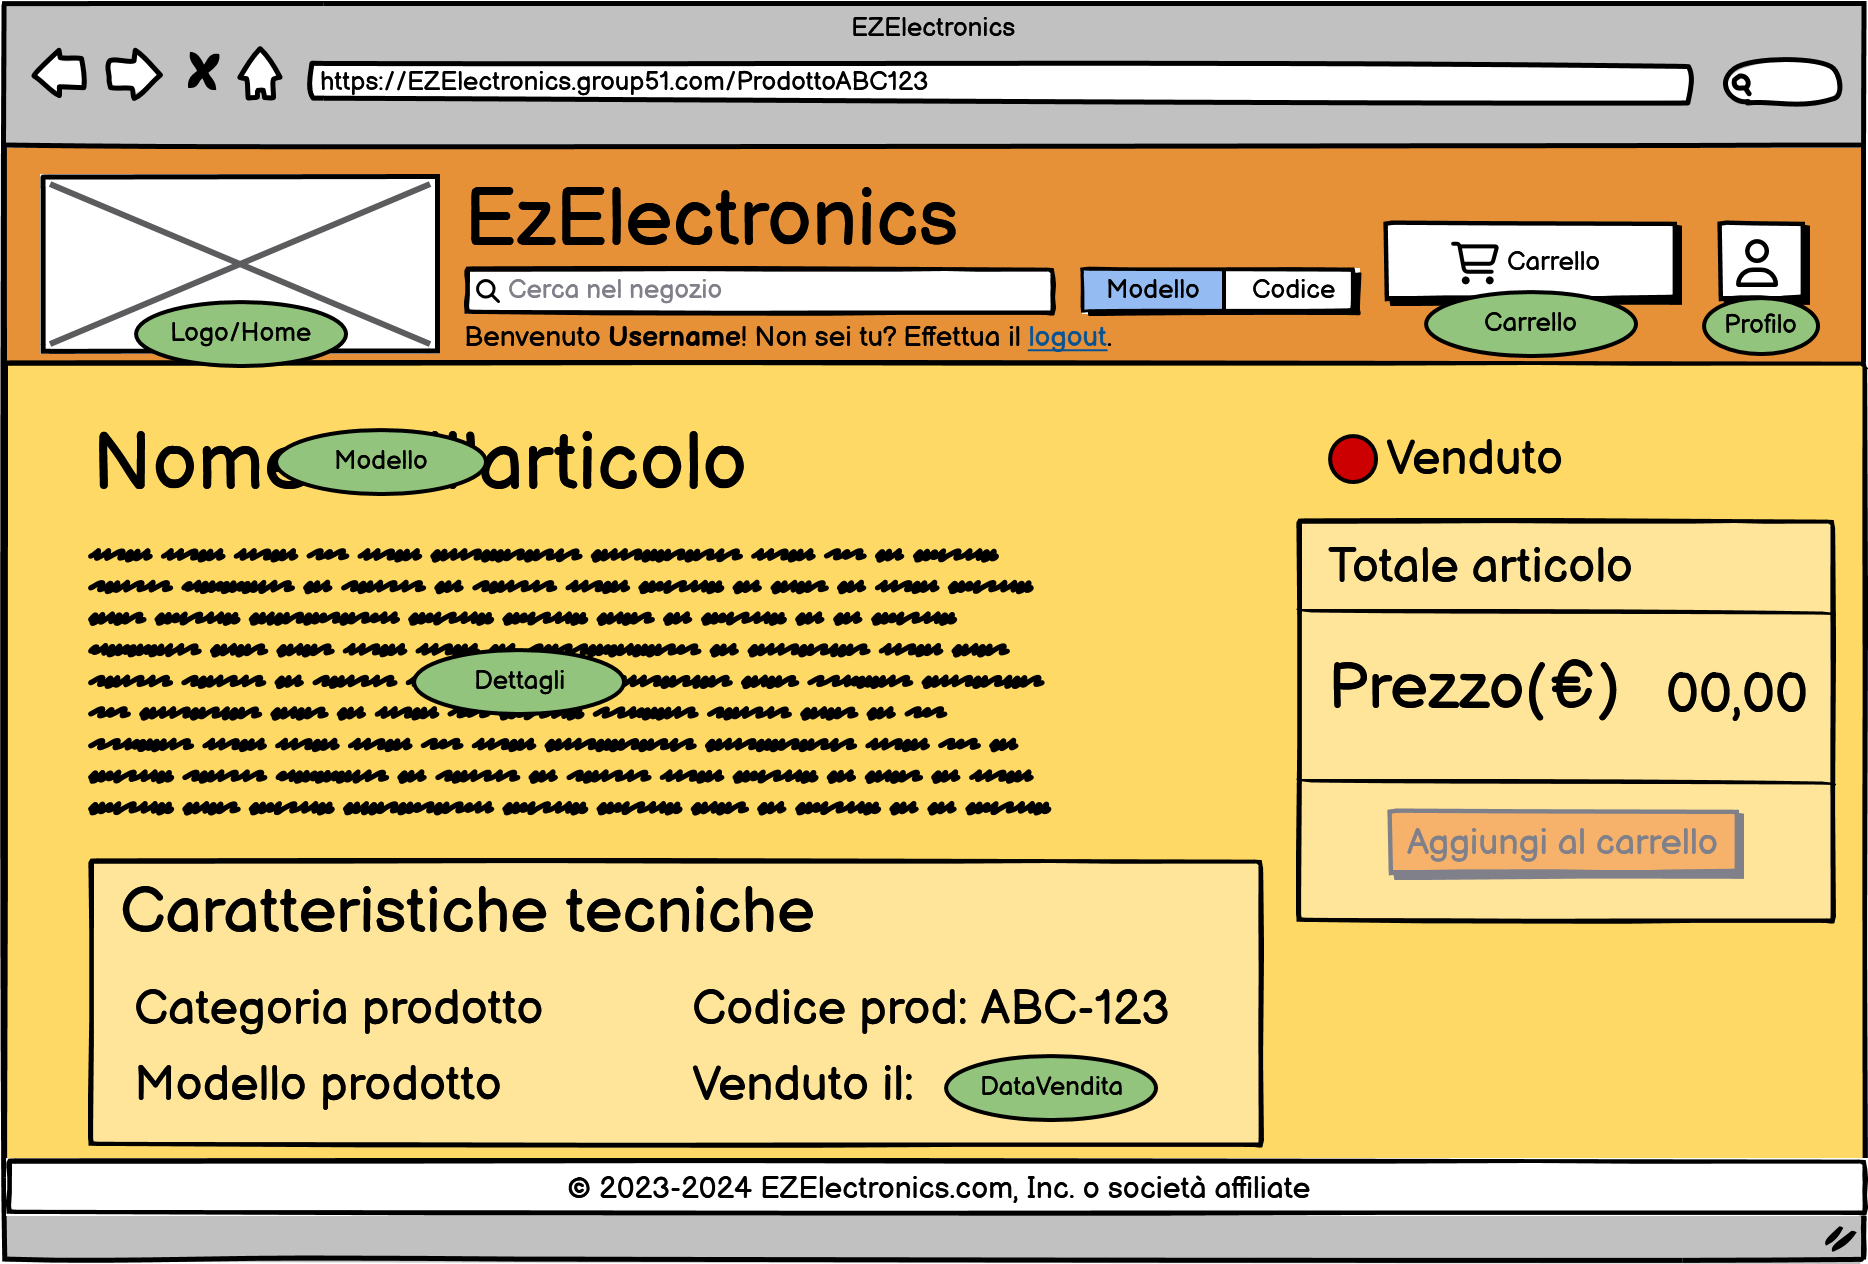 EZElectronics
https://EZElectronics.group51.com/ProdottoABC123
EzElectronics
Cerca nel negozio
Modello
Codice
Carrello
Benvenuto Username! Non sei tu? Effettua il logout.
Logo/Home
Carrello
Profilo
articolo
Modello
Venduto
Totale articolo
Dettagli
Prezzo(€) 00,00
Aggiungi al carrello
Caratteristiche tecniche
Categoria prodotto
Codice prod: ABC-123
Modello prodotto
Venduto il:
DataVendita
© 2023-2024 EZElectronics.com, Inc. o società affiliate